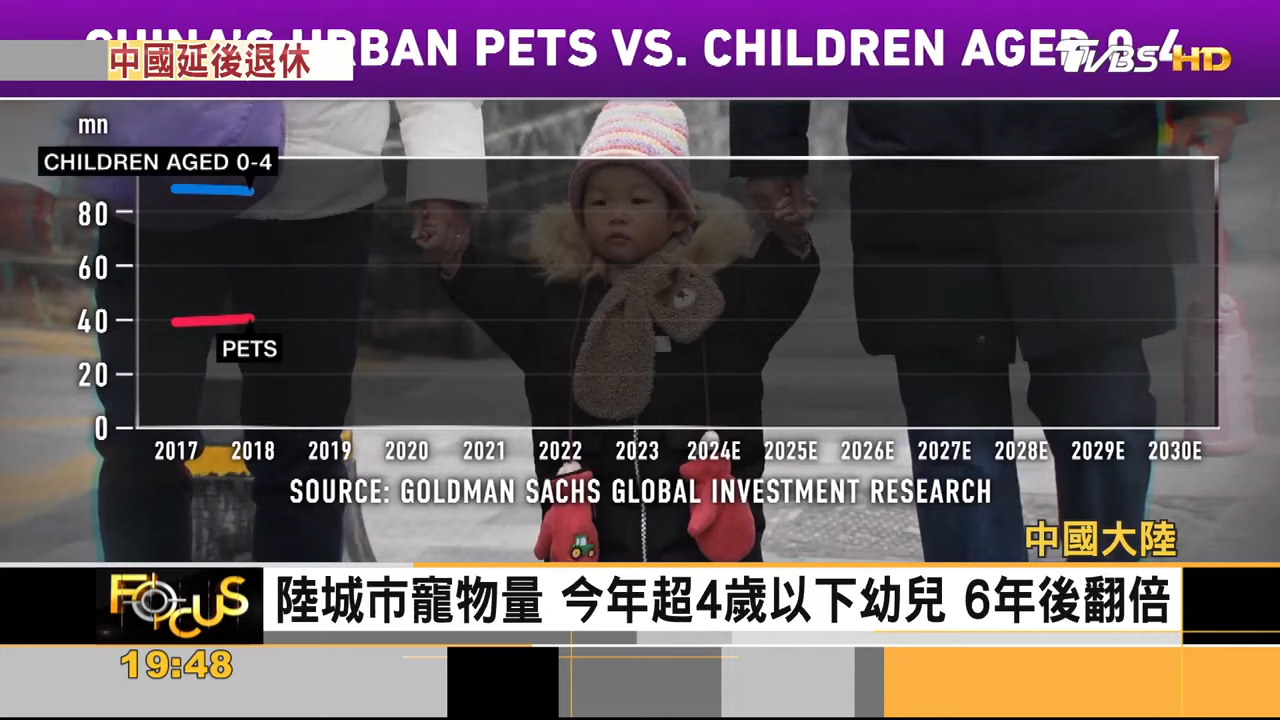 CHINA'S URBAN PETS VS. CHILDREN AGED 0-4
中國延後退休
TVBS HD
mn
CHILDREN AGED 0-4
80
60
40
PETS
20
0
2017 2018 2019 2020 2021 2022 2023 2024E 2025E 2026E 2027E 2028E 2029E 2030E
SOURCE: GOLDMAN SACHS GLOBAL INVESTMENT RESEARCH
中國大陸
FOCUS
陸城市寵物量 今年超4歲以下幼兒 6年後翻倍
19:48